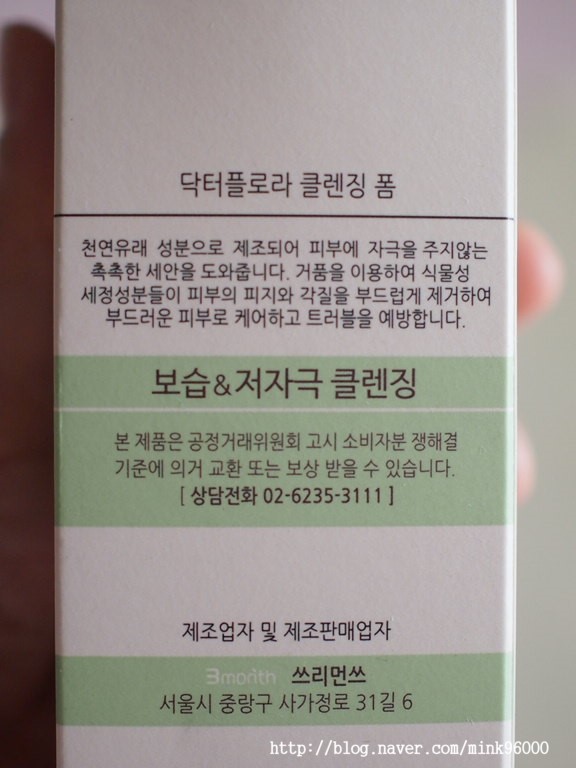 닥터플로라 클렌징 폼
천연유래 성분으로 제조되어 피부에 자극을 주지않는
촉촉한 세안을 도와줍니다. 거품을 이용하여 식물성
세정성분들이 피부의 피지와 각질을 부드럽게 제거하여
부드러운 피부로 케어하고 트러블을 예방합니다.
보습&저자극 클렌징
본 제품은 공정거래위원회 고시 소비자분 쟁해결
기준에 의거 교환 또는 보상 받을 수 있습니다.
[ 상담전화 02-6235-3111 ]
제조업자 및 제조판매업자
3month 쓰리먼쓰
서울시 중랑구 사가정로 31길 6
http://blog.naver.com/mink96000